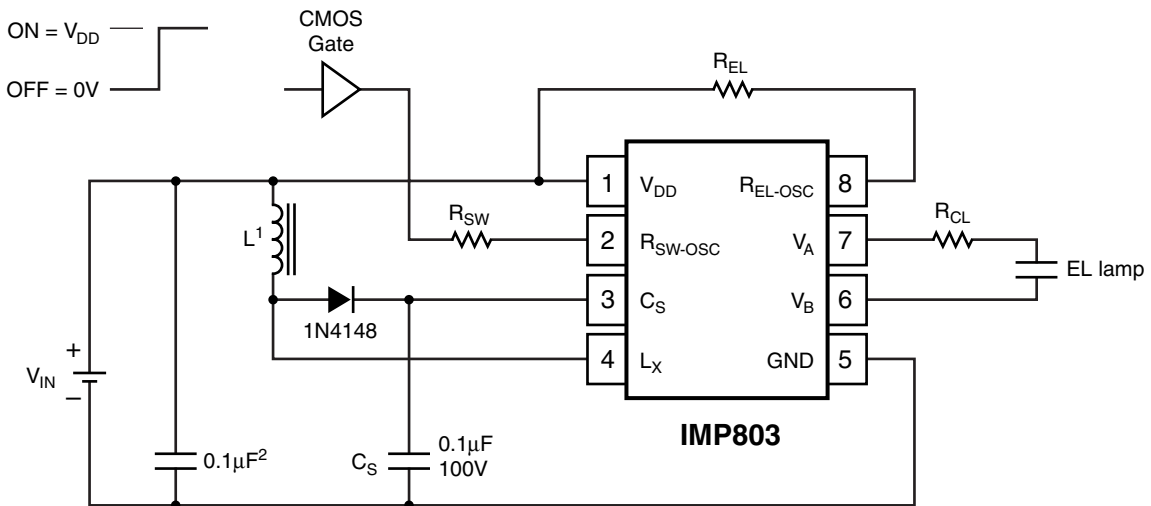 ON = VDD
OFF = 0V
CMOS
Gate
REL
1
VDD
REL-OSC
8
RSW
2
RSW-OSC
VA
7
RCL
L1
EL lamp
3
CS
VB
6
1N4148
4
LX
GND
5
+
VIN
–
IMP803
0.1µF2
CS
0.1µF
100V